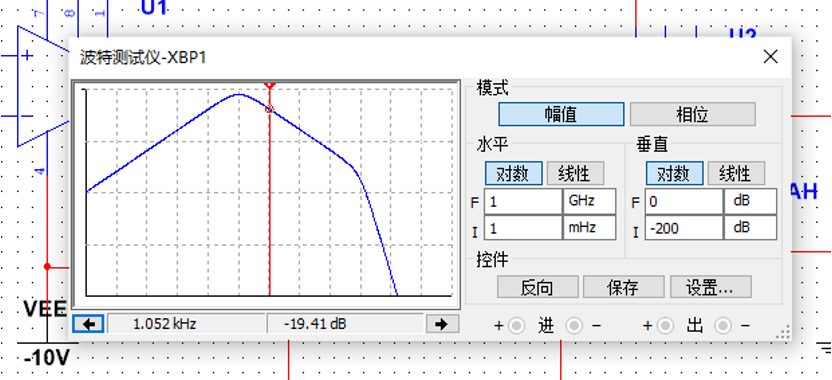 U1
7
8
1
U2
波特测试仪-XBP1
模式
幅值 相位
水平 垂直
对数 线性 对数 线性
F 1 GHz F 0 dB
I 1 mHz I -200 dB
控件
反向 保存 设置...
1.052 kHz -19.41 dB
+ 进 - + 出 -
4
AH
VEE
-10V